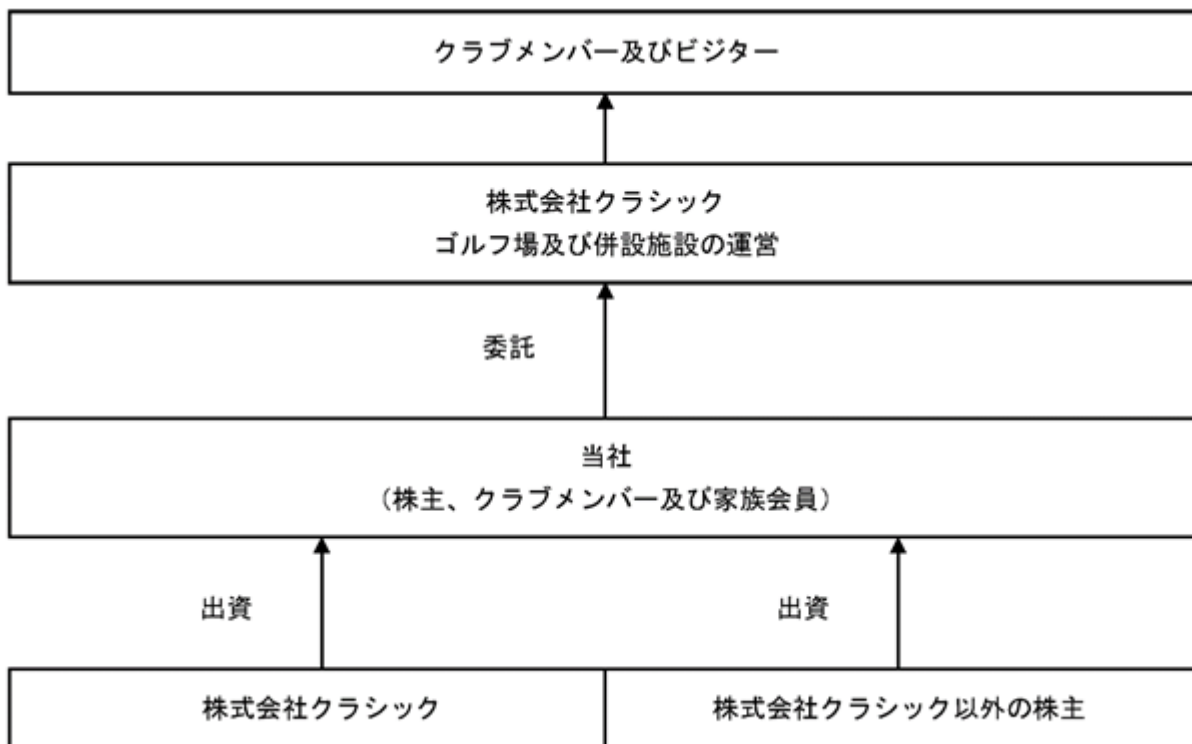 クラブメンバー及びビジター
株式会社クラシック
ゴルフ場及び併設施設の運営
委託
当社
（株主、クラブメンバー及び家族会員）
出資
出資
株式会社クラシック
株式会社クラシック以外の株主